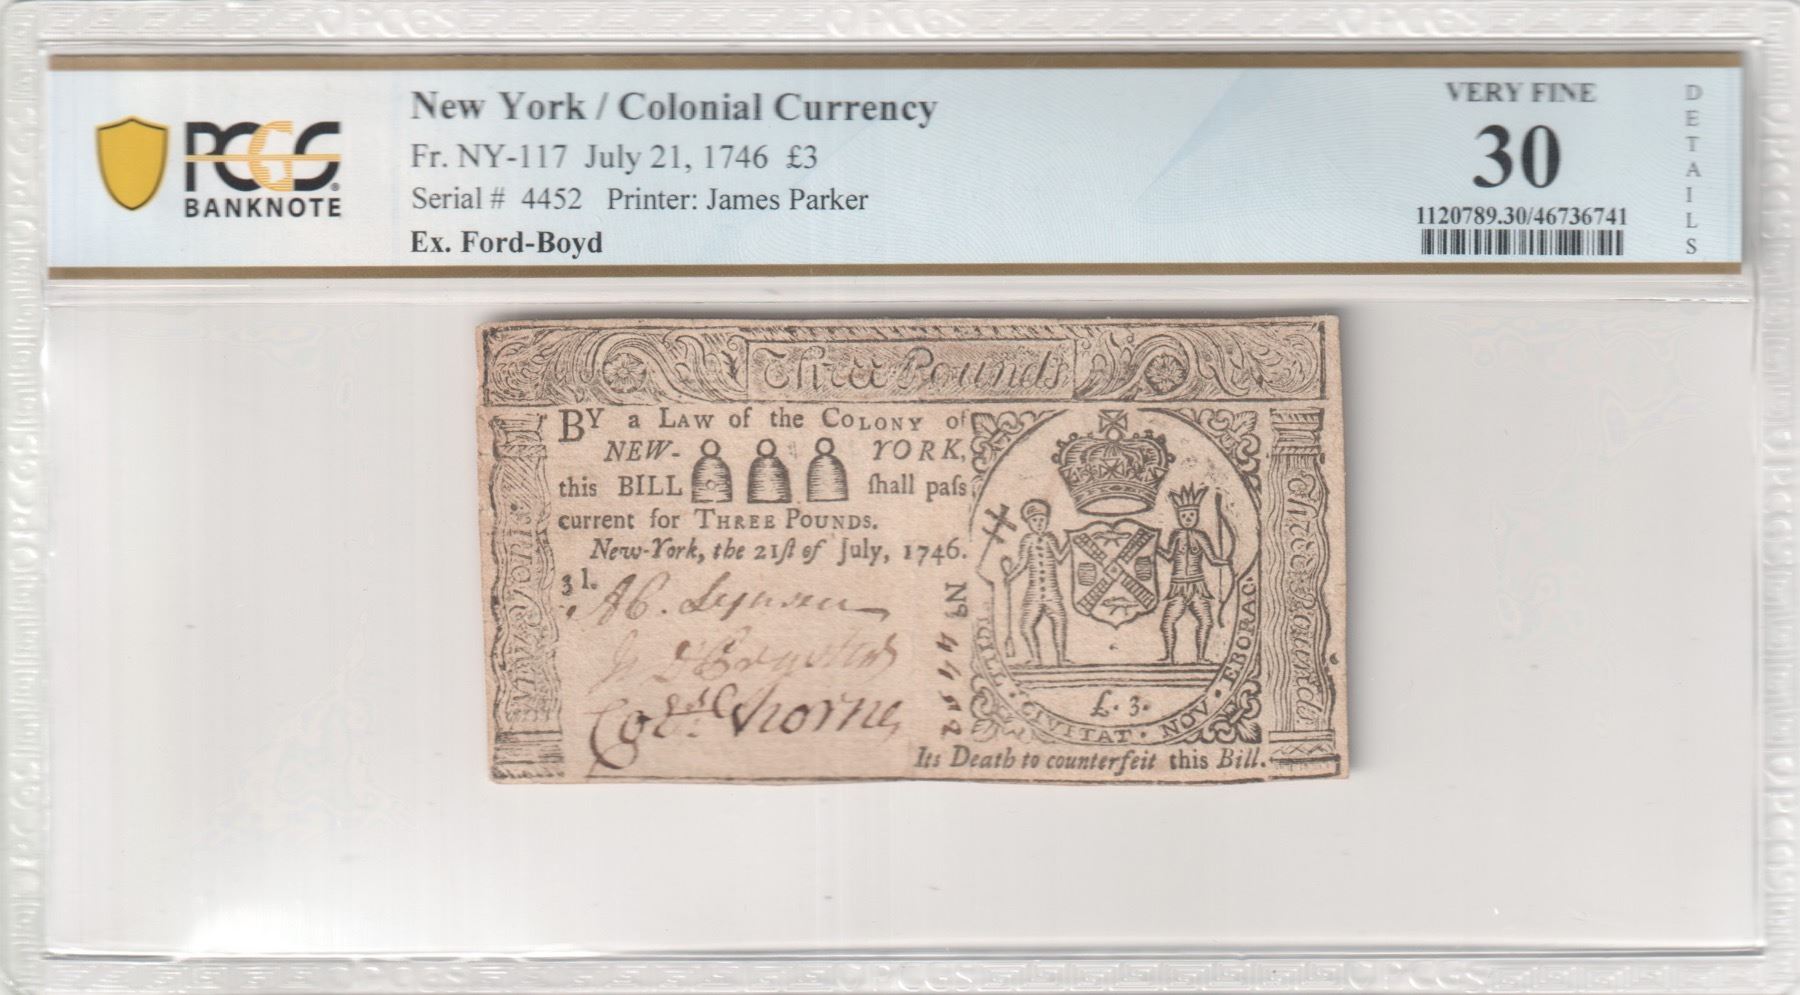 PCGS
BANKNOTE
New York / Colonial Currency
Fr. NY-117 July 21, 1746 £3
Serial # 4452 Printer: James Parker
Ex. Ford-Boyd
VERY FINE
30
1120789.30/46736741
DETAILS
Three Pounds
BY a LAW of the COLONY of
NEW- YORK,
this BILL ſhall paſs
current for THREE POUNDS.
New-York, the 21ſt of July, 1746.
3 l.
No 4452
SIGILL
CIVITAT · NOV · EBORAC ·
£. 3.
Three Pounds
Its Death to counterfeit this Bill.